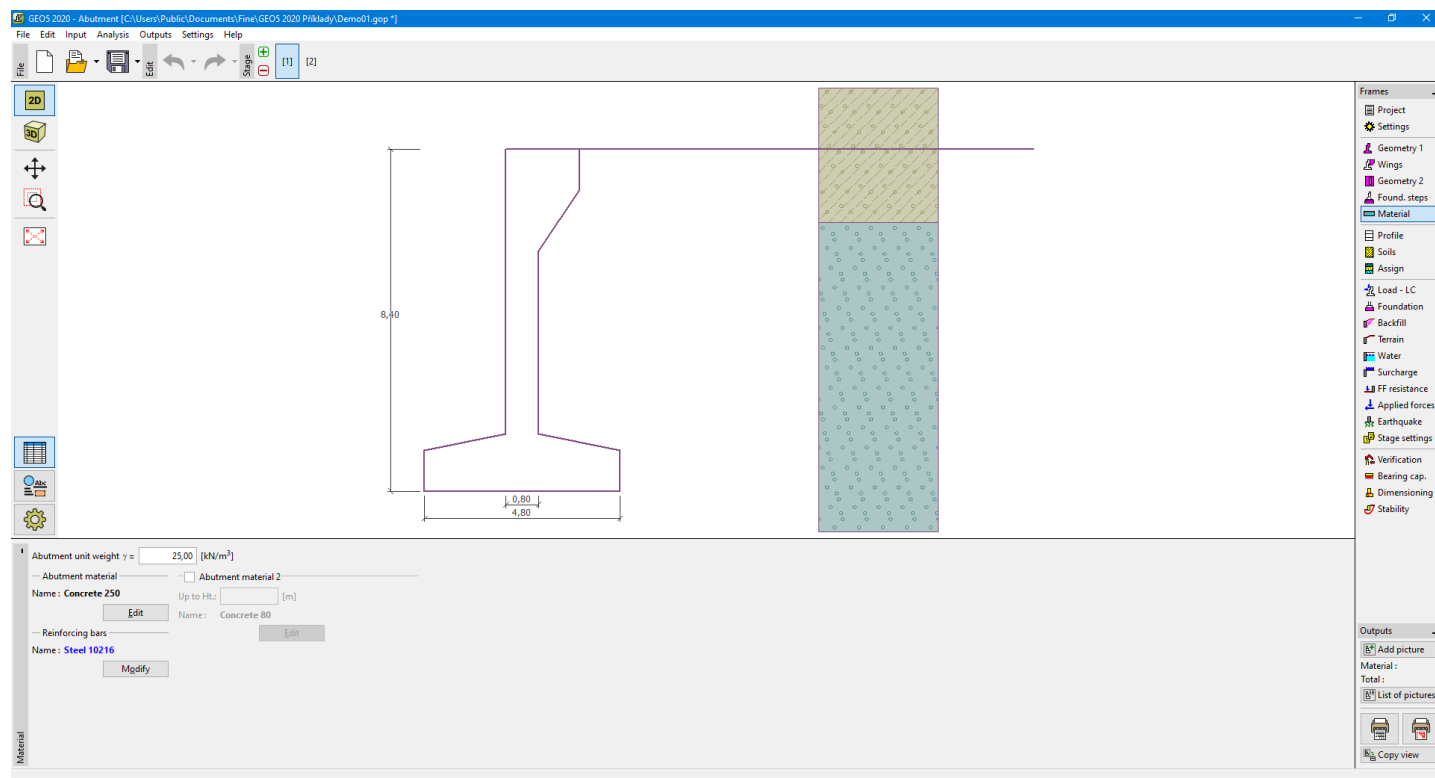 GEO5 2020 - Abutment [C:\Users\Public\Documents\Fine\GEO5 2020 Příklady\Demo01.gop *]
File Edit Input Analysis Outputs Settings Help
File
Edit
Stage
[1] [2]
2D
3D
Abc
8,40
0,80
4,80
Frames
Project
Settings
Geometry 1
Wings
Geometry 2
Found. steps
Material
Profile
Soils
Assign
Load - LC
Foundation
Backfill
Terrain
Water
Surcharge
FF resistance
Applied forces
Earthquake
Stage settings
Verification
Bearing cap.
Dimensioning
Stability
Abutment unit weight γ = 25,00 [kN/m³]
Abutment material
Name : Concrete 250
Edit
Reinforcing bars
Name : Steel 10216
Modify
Abutment material 2
Up to Ht.: [m]
Name : Concrete 80
Edit
Material
Outputs
Add picture
Material :
Total :
List of pictures
Copy view